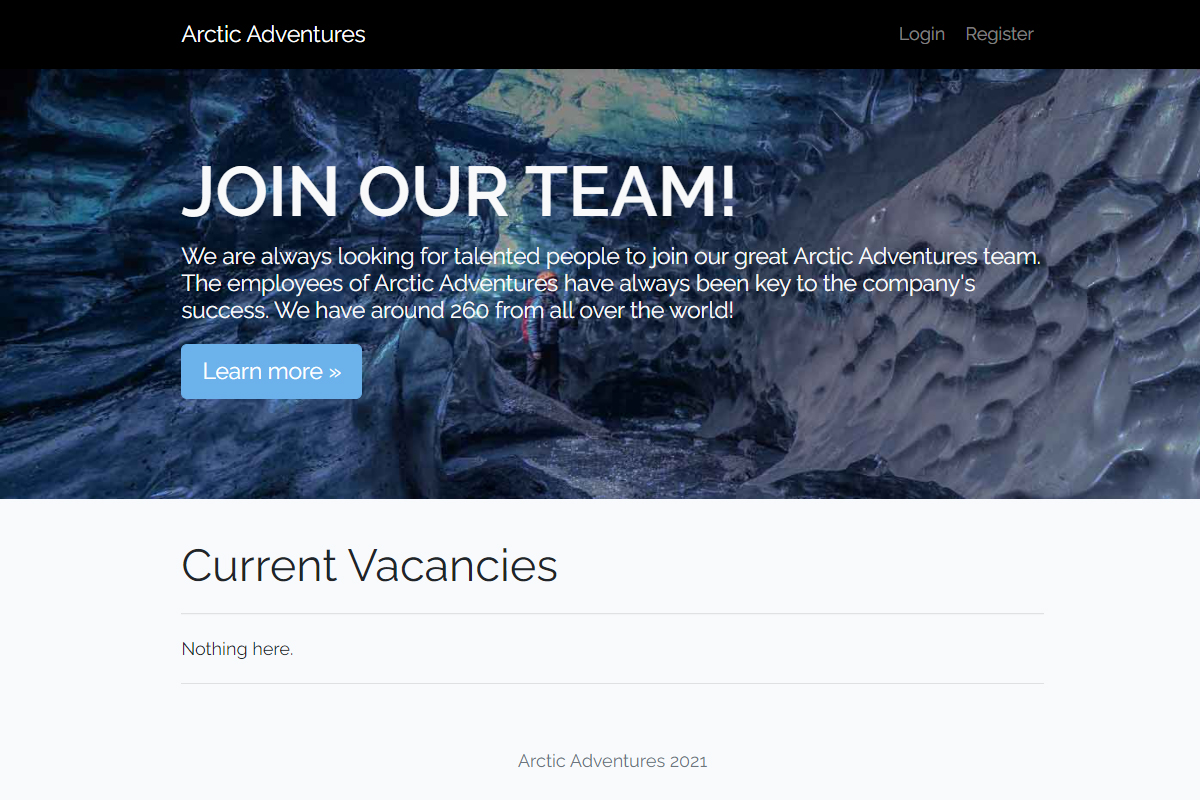 Arctic Adventures
Login
Register
JOIN OUR TEAM!
We are always looking for talented people to join our great Arctic Adventures team.
The employees of Arctic Adventures have always been key to the company's
success. We have around 260 from all over the world!
Learn more »
Current Vacancies
Nothing here.
Arctic Adventures 2021